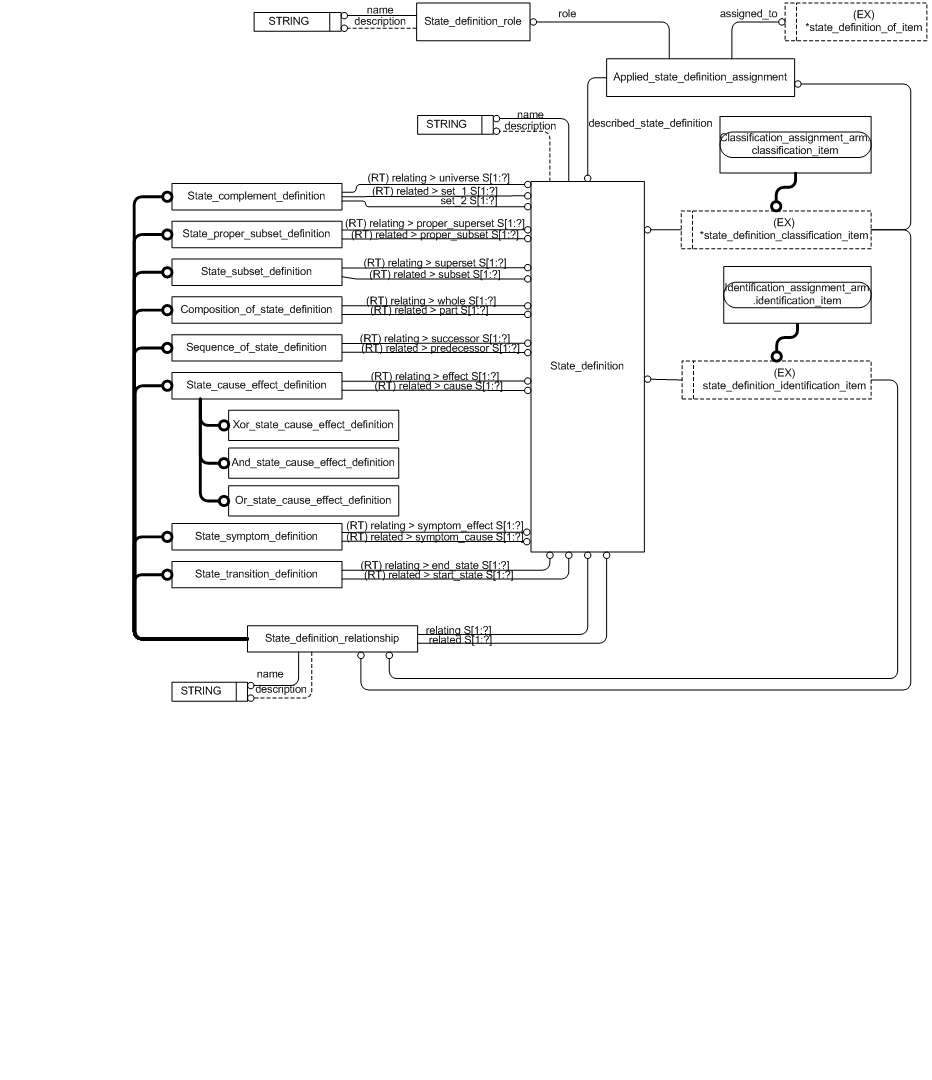 STRING
name
description
State_definition_role
role
assigned_to
(EX)
*state_definition_of_item
Applied_state_definition_assignment
STRING
name
description
described_state_definition
Classification_assignment_arm.
classification_item
State_complement_definition
(RT) relating > universe S[1:?]
(RT) related > set_1 S[1:?]
set_2 S[1:?]
State_proper_subset_definition
(RT) relating > proper_superset S[1:?]
(RT) related > proper_subset S[1:?]
(EX)
*state_definition_classification_item
State_subset_definition
(RT) relating > superset S[1:?]
(RT) related > subset S[1:?]
Identification_assignment_arm
.identification_item
Composition_of_state_definition
(RT) relating > whole S[1:?]
(RT) related > part S[1:?]
Sequence_of_state_definition
(RT) relating > successor S[1:?]
(RT) related > predecessor S[1:?]
State_definition
State_cause_effect_definition
(RT) relating > effect S[1:?]
(RT) related > cause S[1:?]
(EX)
state_definition_identification_item
Xor_state_cause_effect_definition
And_state_cause_effect_definition
Or_state_cause_effect_definition
State_symptom_definition
(RT) relating > symptom_effect S[1:?]
(RT) related > symptom_cause S[1:?]
State_transition_definition
(RT) relating > end_state S[1:?]
(RT) related > start_state S[1:?]
State_definition_relationship
relating S[1:?]
related S[1:?]
STRING
name
description